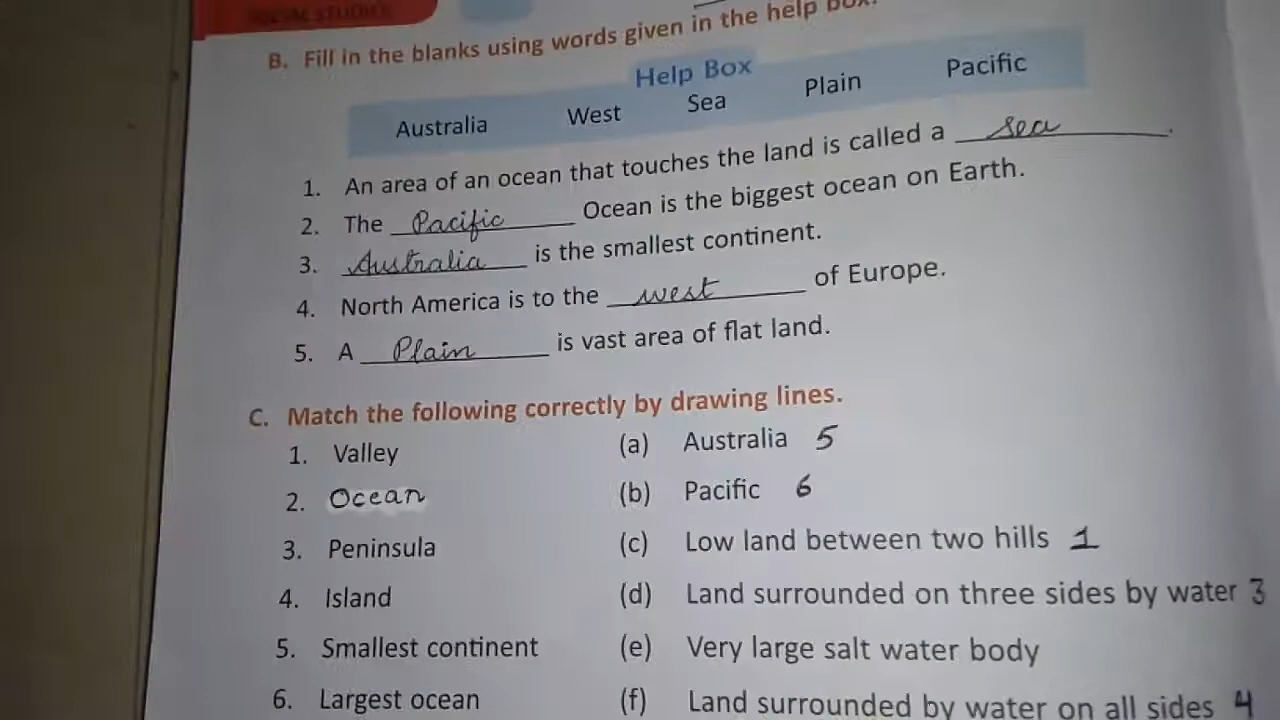 SOCIAL STUDIES
B. Fill in the blanks using words given in the help box.
Help Box
Australia West Sea Plain Pacific
1. An area of an ocean that touches the land is called a sea.
2. The Pacific Ocean is the biggest ocean on Earth.
3. Australia is the smallest continent.
4. North America is to the west of Europe.
5. A Plain is vast area of flat land.
C. Match the following correctly by drawing lines.
1. Valley (a) Australia 5
2. Ocean (b) Pacific 6
3. Peninsula (c) Low land between two hills 1
4. Island (d) Land surrounded on three sides by water 3
5. Smallest continent (e) Very large salt water body
6. Largest ocean (f) Land surrounded by water on all sides 4